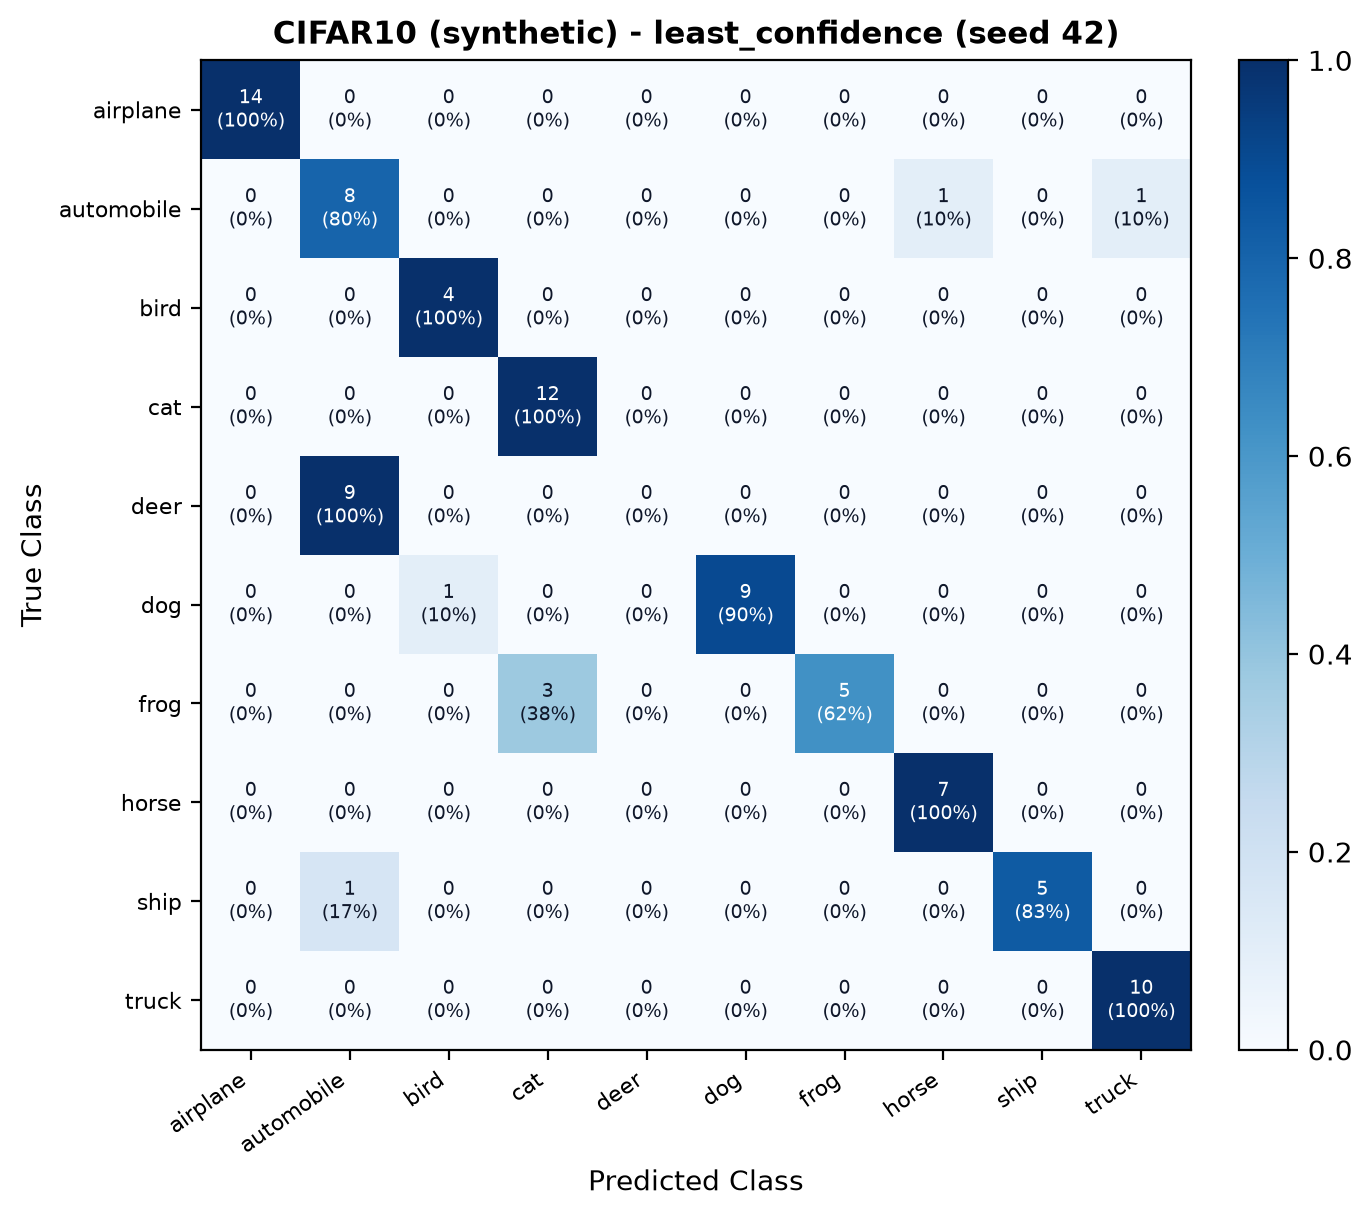 CIFAR10 (synthetic) - least_confidence (seed 42)
airplane 14 0 0 0 0 0 0 0 0 0
(100%) (0%) (0%) (0%) (0%) (0%) (0%) (0%) (0%) (0%)
automobile 0 8 0 0 0 0 0 1 0 1
(0%) (80%) (0%) (0%) (0%) (0%) (0%) (10%) (0%) (10%)
bird 0 0 4 0 0 0 0 0 0 0
(0%) (0%) (100%) (0%) (0%) (0%) (0%) (0%) (0%) (0%)
cat 0 0 0 12 0 0 0 0 0 0
(0%) (0%) (0%) (100%) (0%) (0%) (0%) (0%) (0%) (0%)
deer 0 9 0 0 0 0 0 0 0 0
(0%) (100%) (0%) (0%) (0%) (0%) (0%) (0%) (0%) (0%)
dog 0 0 1 0 0 9 0 0 0 0
(0%) (0%) (10%) (0%) (0%) (90%) (0%) (0%) (0%) (0%)
frog 0 0 0 3 0 0 5 0 0 0
(0%) (0%) (0%) (38%) (0%) (0%) (62%) (0%) (0%) (0%)
horse 0 0 0 0 0 0 0 7 0 0
(0%) (0%) (0%) (0%) (0%) (0%) (0%) (100%) (0%) (0%)
ship 0 1 0 0 0 0 0 0 5 0
(0%) (17%) (0%) (0%) (0%) (0%) (0%) (0%) (83%) (0%)
truck 0 0 0 0 0 0 0 0 0 10
(0%) (0%) (0%) (0%) (0%) (0%) (0%) (0%) (0%) (100%)
airplane automobile bird cat deer dog frog horse ship truck
Predicted Class
True Class
1.0
0.8
0.6
0.4
0.2
0.0